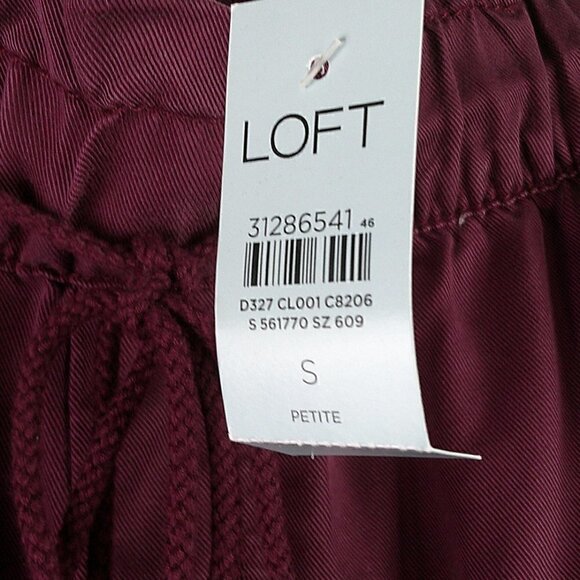 LOFT
31286541 46
D327 CL001 C8206
S 561770 SZ 609
S
PETITE